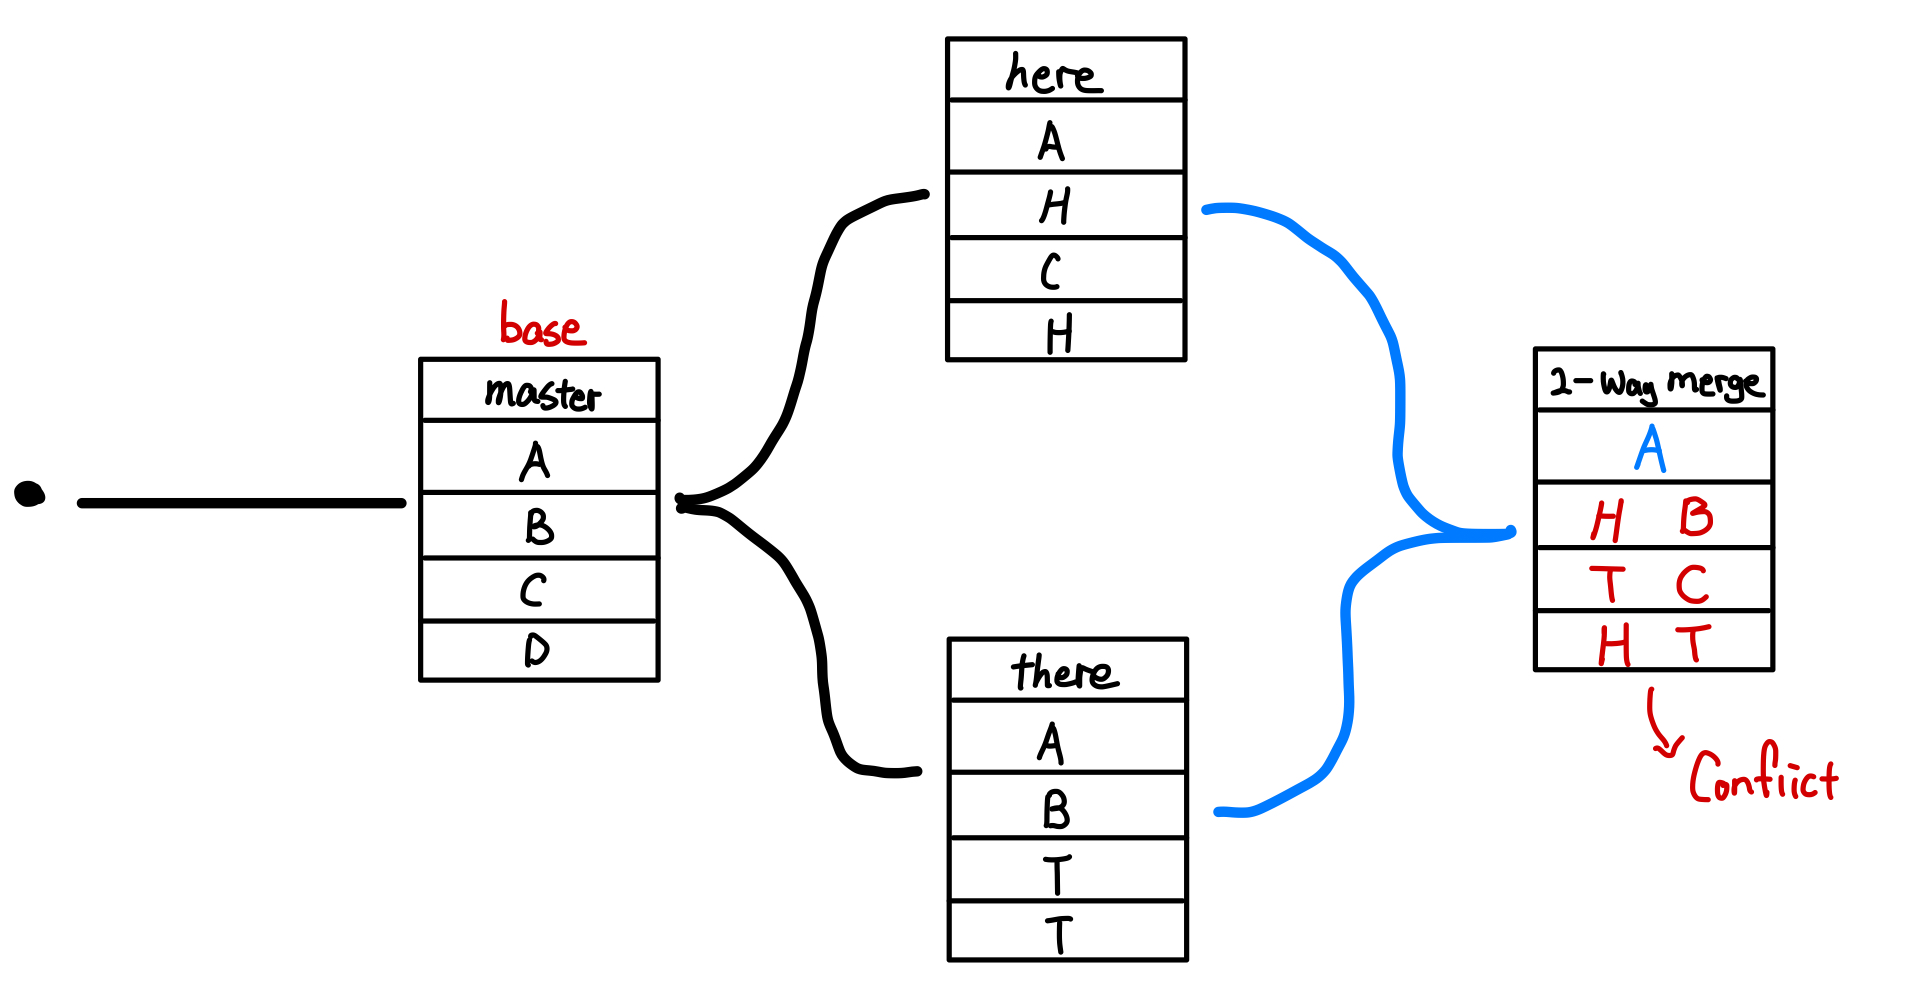 base
master
A
B
C
D
here
A
H
C
H
there
A
B
T
T
2-way merge
A
H B
T C
H T
Conflict